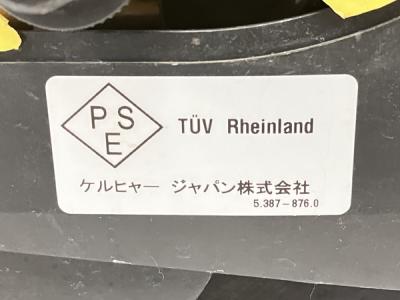 PS
E
TÜV Rheinland
ケルヒャー ジャパン株式会社
5.387-876.0